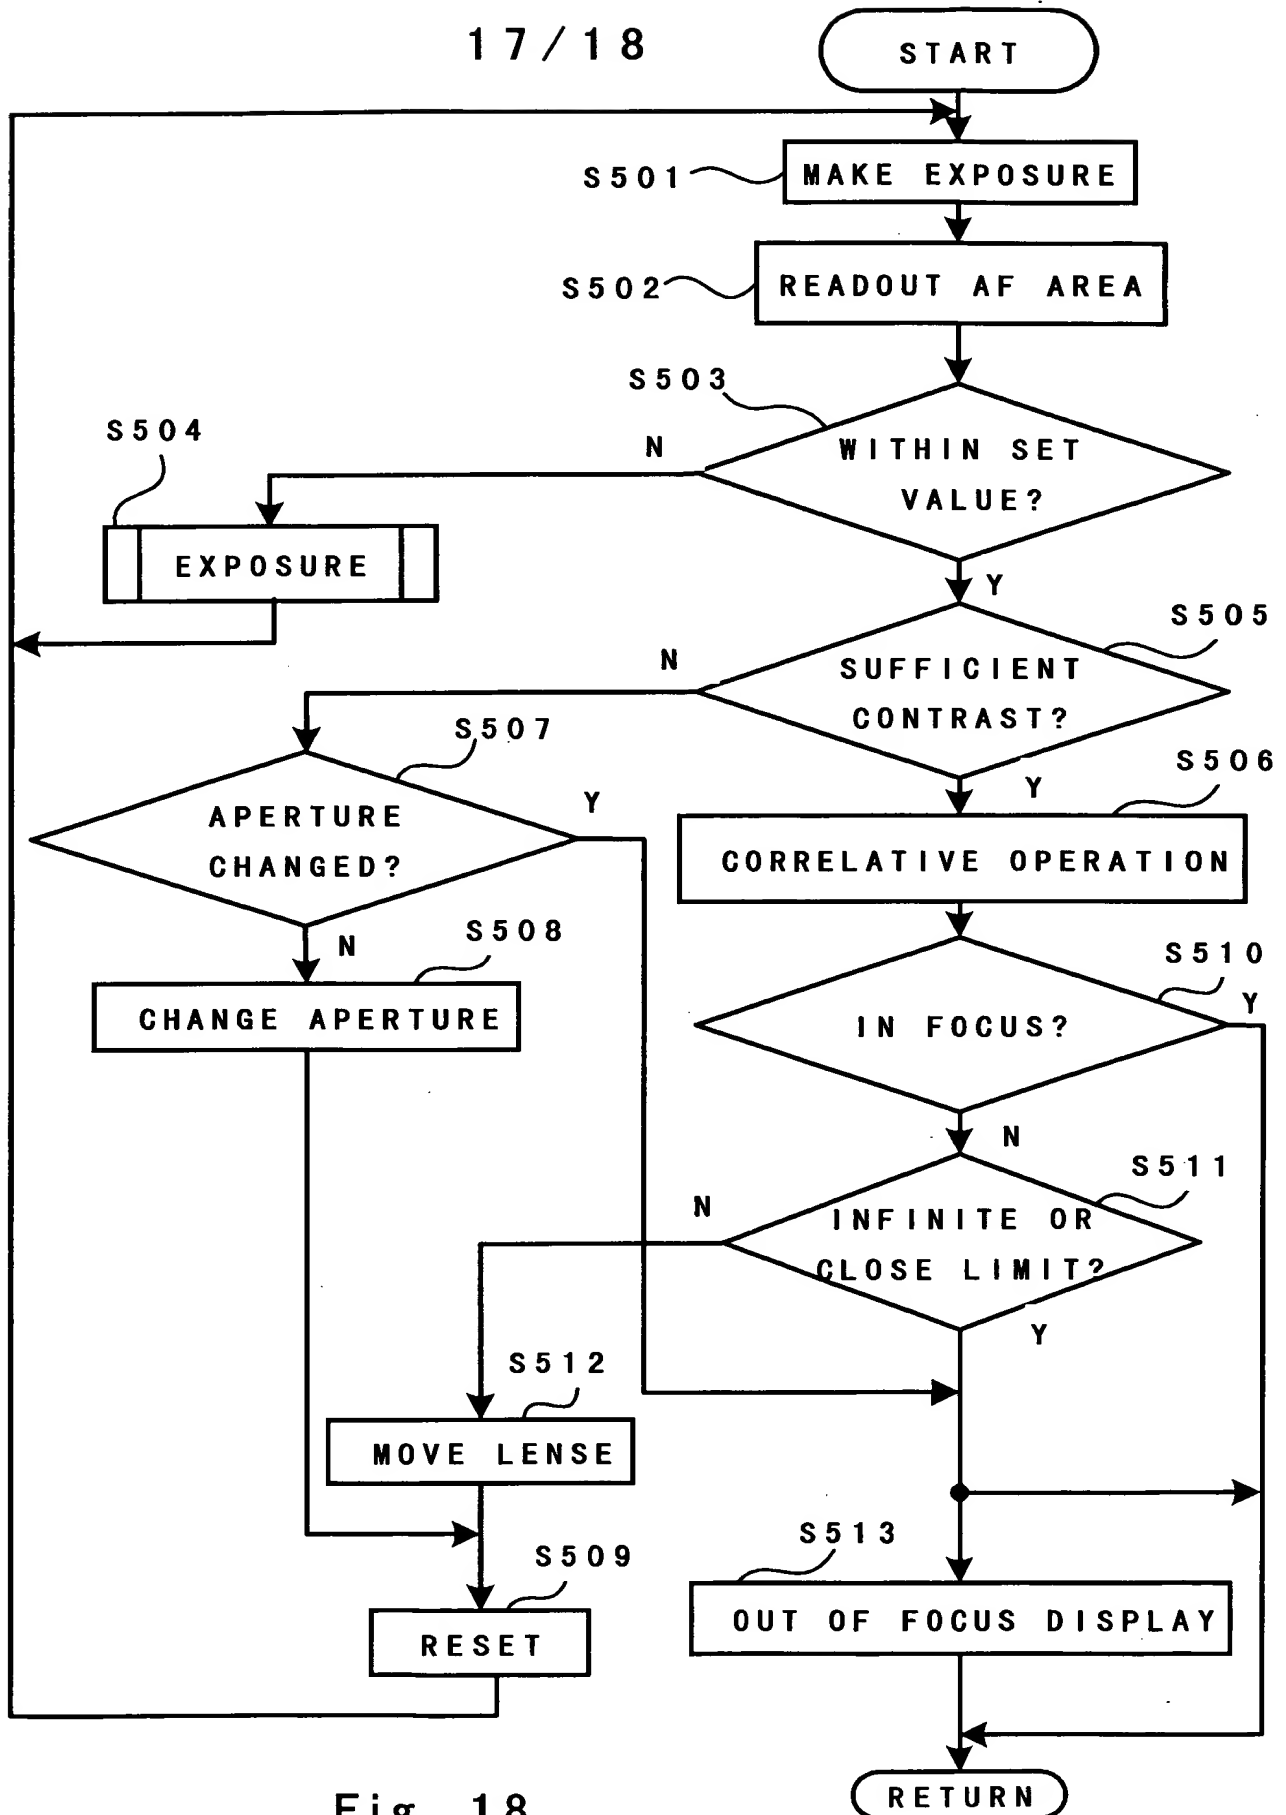 17/18
START
S501
MAKE EXPOSURE
S502
READOUT AF AREA
S503
WITHIN SET
VALUE?
N
Y
S504
EXPOSURE
S505
SUFFICIENT
CONTRAST?
N
Y
S507
APERTURE
CHANGED?
Y
N
S506
CORRELATIVE OPERATION
S508
CHANGE APERTURE
S510
IN FOCUS?
Y
N
S511
INFINITE OR
CLOSE LIMIT?
N
Y
S512
MOVE LENSE
S509
RESET
S513
OUT OF FOCUS DISPLAY
RETURN
Fig. 18